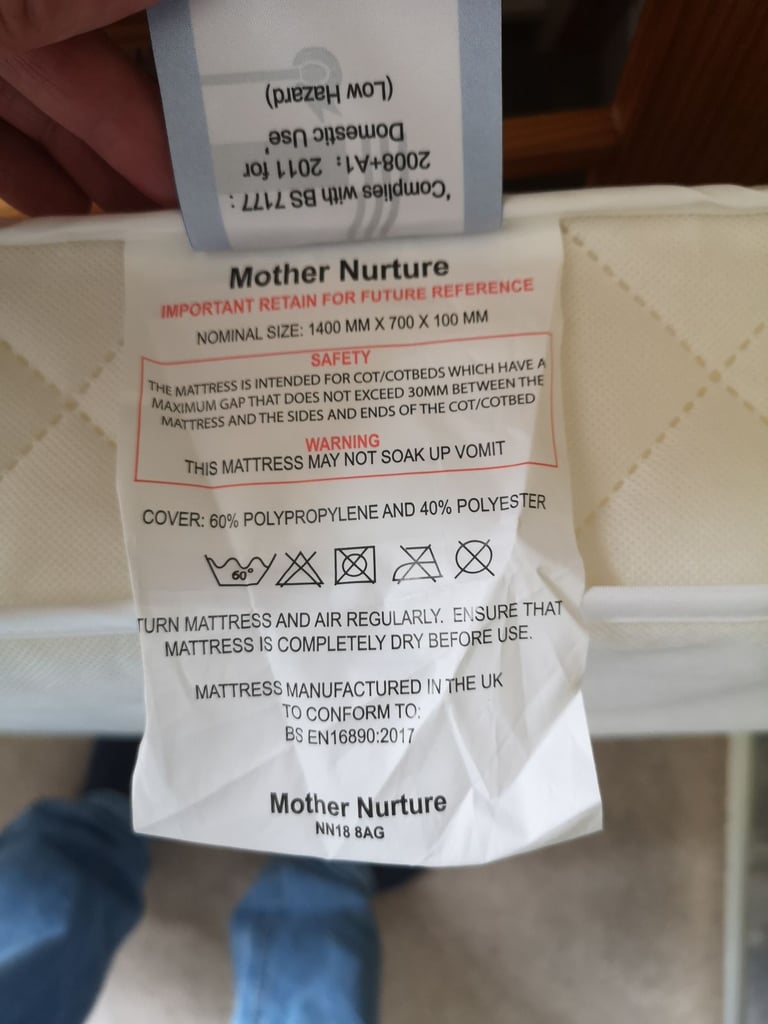 'Complies with BS 7177:
2008+A1: 2011 for
Domestic Use'
(Low Hazard)
Mother Nurture
IMPORTANT RETAIN FOR FUTURE REFERENCE
NOMINAL SIZE: 1400 MM X 700 X 100 MM
SAFETY
THE MATTRESS IS INTENDED FOR COT/COTBEDS WHICH HAVE A
MAXIMUM GAP THAT DOES NOT EXCEED 30MM BETWEEN THE
MATTRESS AND THE SIDES AND ENDS OF THE COT/COTBED
WARNING
THIS MATTRESS MAY NOT SOAK UP VOMIT
COVER: 60% POLYPROPYLENE AND 40% POLYESTER
60°
TURN MATTRESS AND AIR REGULARLY. ENSURE THAT
MATTRESS IS COMPLETELY DRY BEFORE USE.
MATTRESS MANUFACTURED IN THE UK
TO CONFORM TO:
BS EN16890:2017
Mother Nurture
NN18 8AG